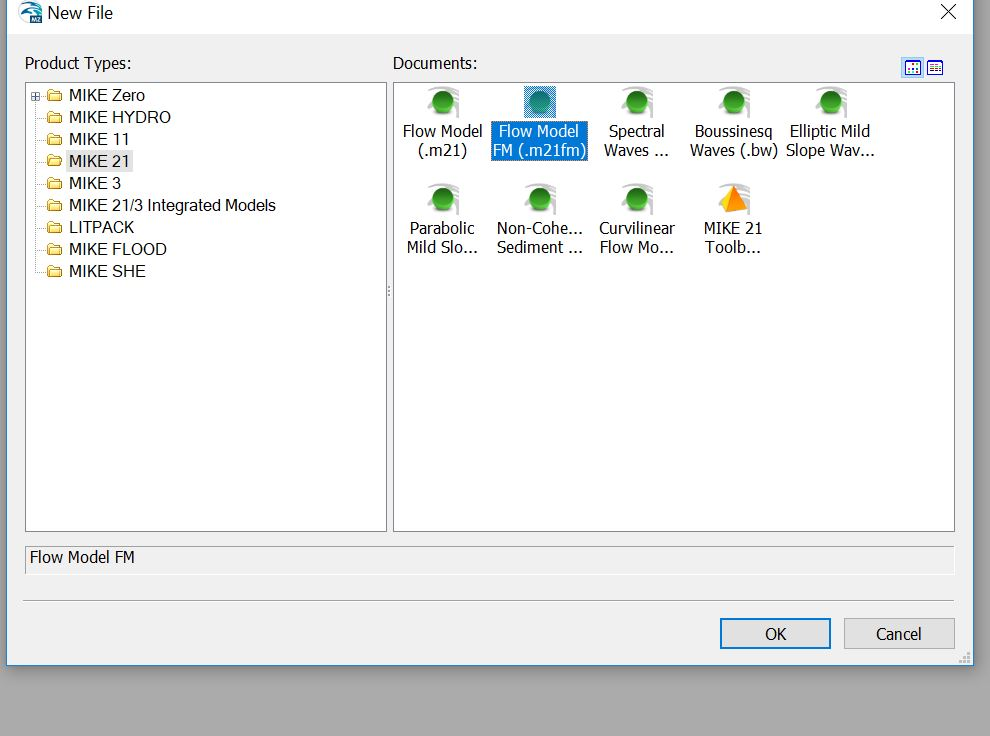 MZ
New File
Product Types:
Documents:
MIKE Zero
MIKE HYDRO
MIKE 11
MIKE 21
MIKE 3
MIKE 21/3 Integrated Models
LITPACK
MIKE FLOOD
MIKE SHE
Flow Model
(.m21)
Flow Model
FM (.m21fm)
Spectral
Waves ...
Boussinesq
Waves (.bw)
Elliptic Mild
Slope Wav...
Parabolic
Mild Slo...
Non-Cohe...
Sediment ...
Curvilinear
Flow Mo...
MIKE 21
Toolb...
Flow Model FM
OK
Cancel